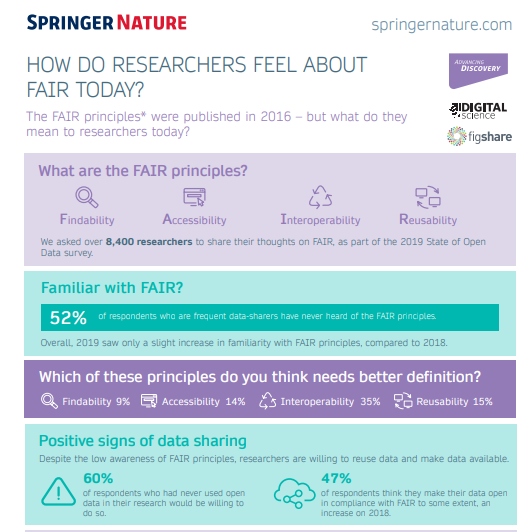 SPRINGER NATURE
springernature.com
HOW DO RESEARCHERS FEEL ABOUT
FAIR TODAY?
The FAIR principles* were published in 2016 – but what do they
mean to researchers today?
ADVANCING
DISCOVERY
DIGITAL
science
figshare
What are the FAIR principles?
Findability Accessibility Interoperability Reusability
We asked over 8,400 researchers to share their thoughts on FAIR, as part of the 2019 State of Open
Data survey.
Familiar with FAIR?
52% of respondents who are frequent data-sharers have never heard of the FAIR principles.
Overall, 2019 saw only a slight increase in familiarity with FAIR principles, compared to 2018.
Which of these principles do you think needs better definition?
Findability 9% Accessibility 14% Interoperability 35% Reusability 15%
Positive signs of data sharing
Despite the low awareness of FAIR principles, researchers are willing to reuse data and make data available.
60%
of respondents who had never used open
data in their research would be willing to
do so.
47%
of respondents think they make their data open
in compliance with FAIR to some extent, an
increase on 2018.